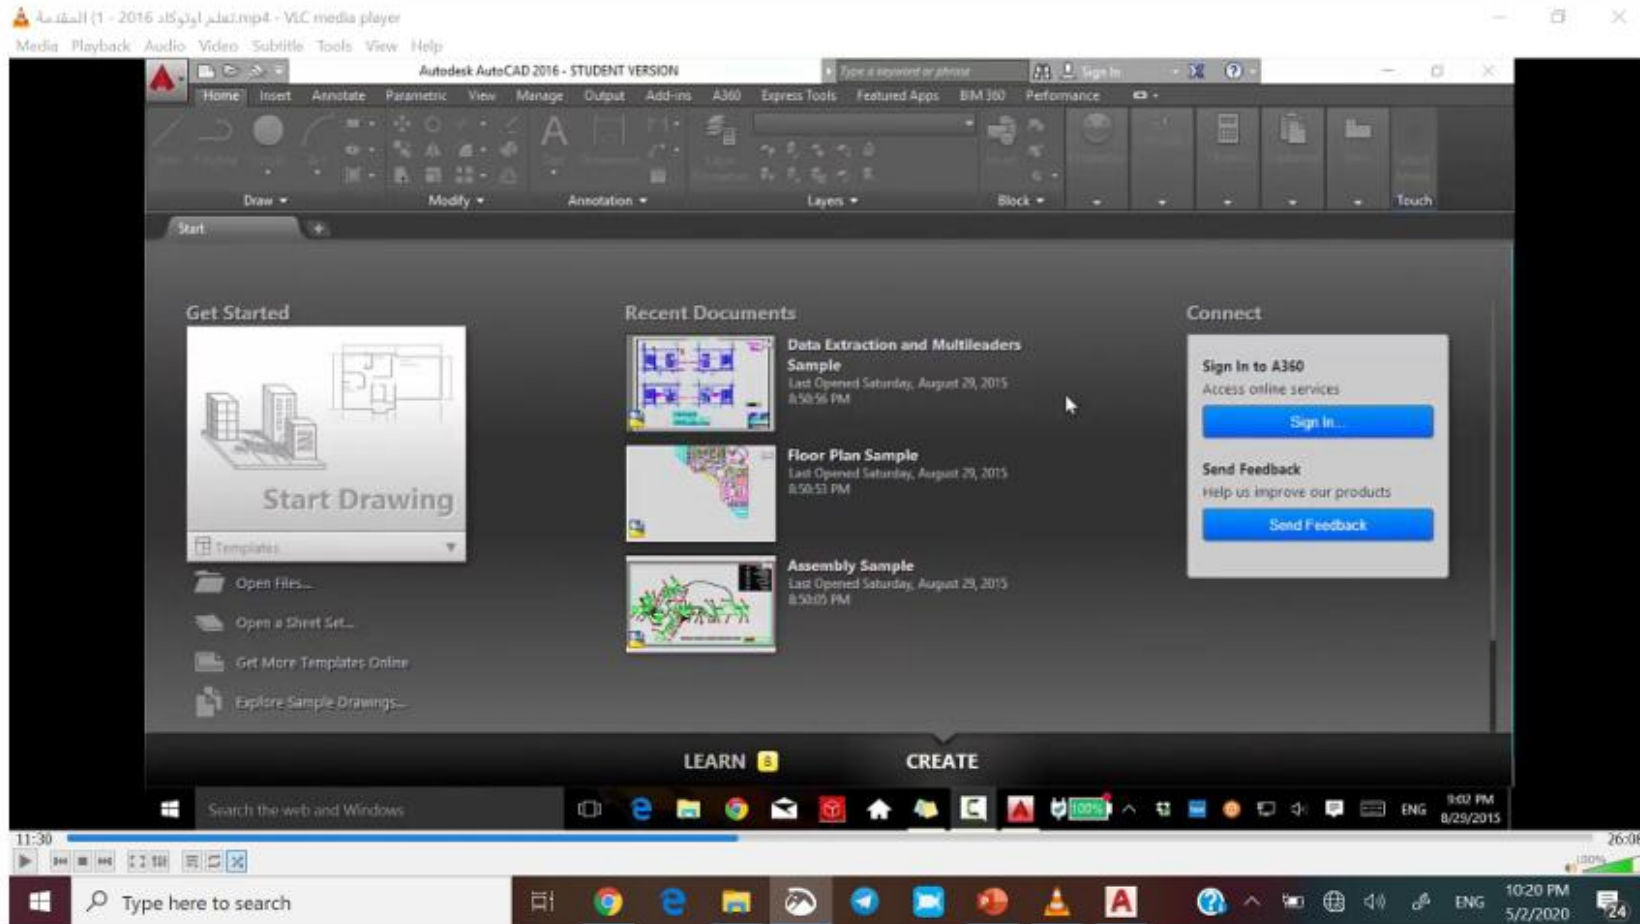 المقدمة (1 - 2016 تعلم اوتوكاد.mp4 - VLC media player
Media Playback Audio Video Subtitle Tools View Help
Autodesk AutoCAD 2016 - STUDENT VERSION
Type a keyword or phrase
Sign In
Home Insert Annotate Parametric View Manage Output Add-ins A360 Express Tools Featured Apps BIM 360 Performance
Draw Modify Annotation Layers Block Touch
Start
Get Started
Start Drawing
Templates
Open Files...
Open a Sheet Set...
Get More Templates Online
Explore Sample Drawings...
Recent Documents
Data Extraction and Multileaders
Sample
Last Opened Saturday, August 29, 2015
8:50:56 PM
Floor Plan Sample
Last Opened Saturday, August 29, 2015
8:50:53 PM
Assembly Sample
Last Opened Saturday, August 29, 2015
8:50:05 PM
Connect
Sign In to A360
Access online services
Sign In...
Send Feedback
Help us improve our products
Send Feedback
LEARN 8 CREATE
Search the web and Windows
100%
ENG
9:02 PM
8/29/2015
11:30
26:08
100%
Type here to search
ENG
10:20 PM
5/2/2020
24